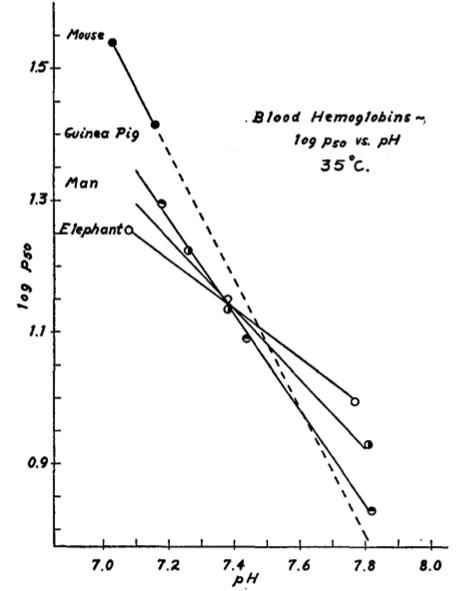 Mouse
1.5
Blood Hemoglobins ~
log p50 vs. pH
35°C.
Guinea Pig
1.3
Man
Elephant
log p50
1.1
0.9
7.0 7.2 7.4 7.6 7.8 8.0
pH